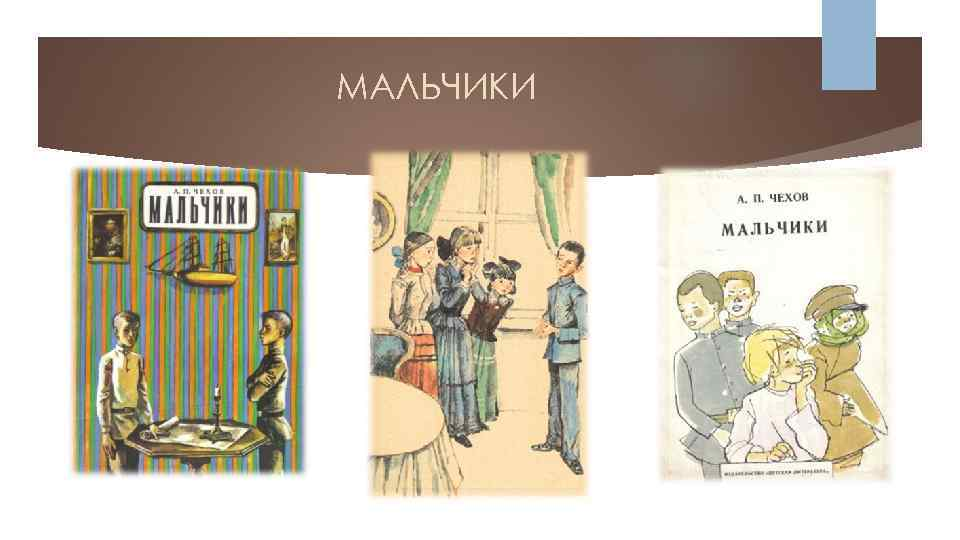 МАЛЬЧИКИ
А. П. ЧЕХОВ
МАЛЬЧИКИ
А. П. ЧЕХОВ
МАЛЬЧИКИ
ИЗДАТЕЛЬСТВО «ДЕТСКАЯ ЛИТЕРАТУРА»